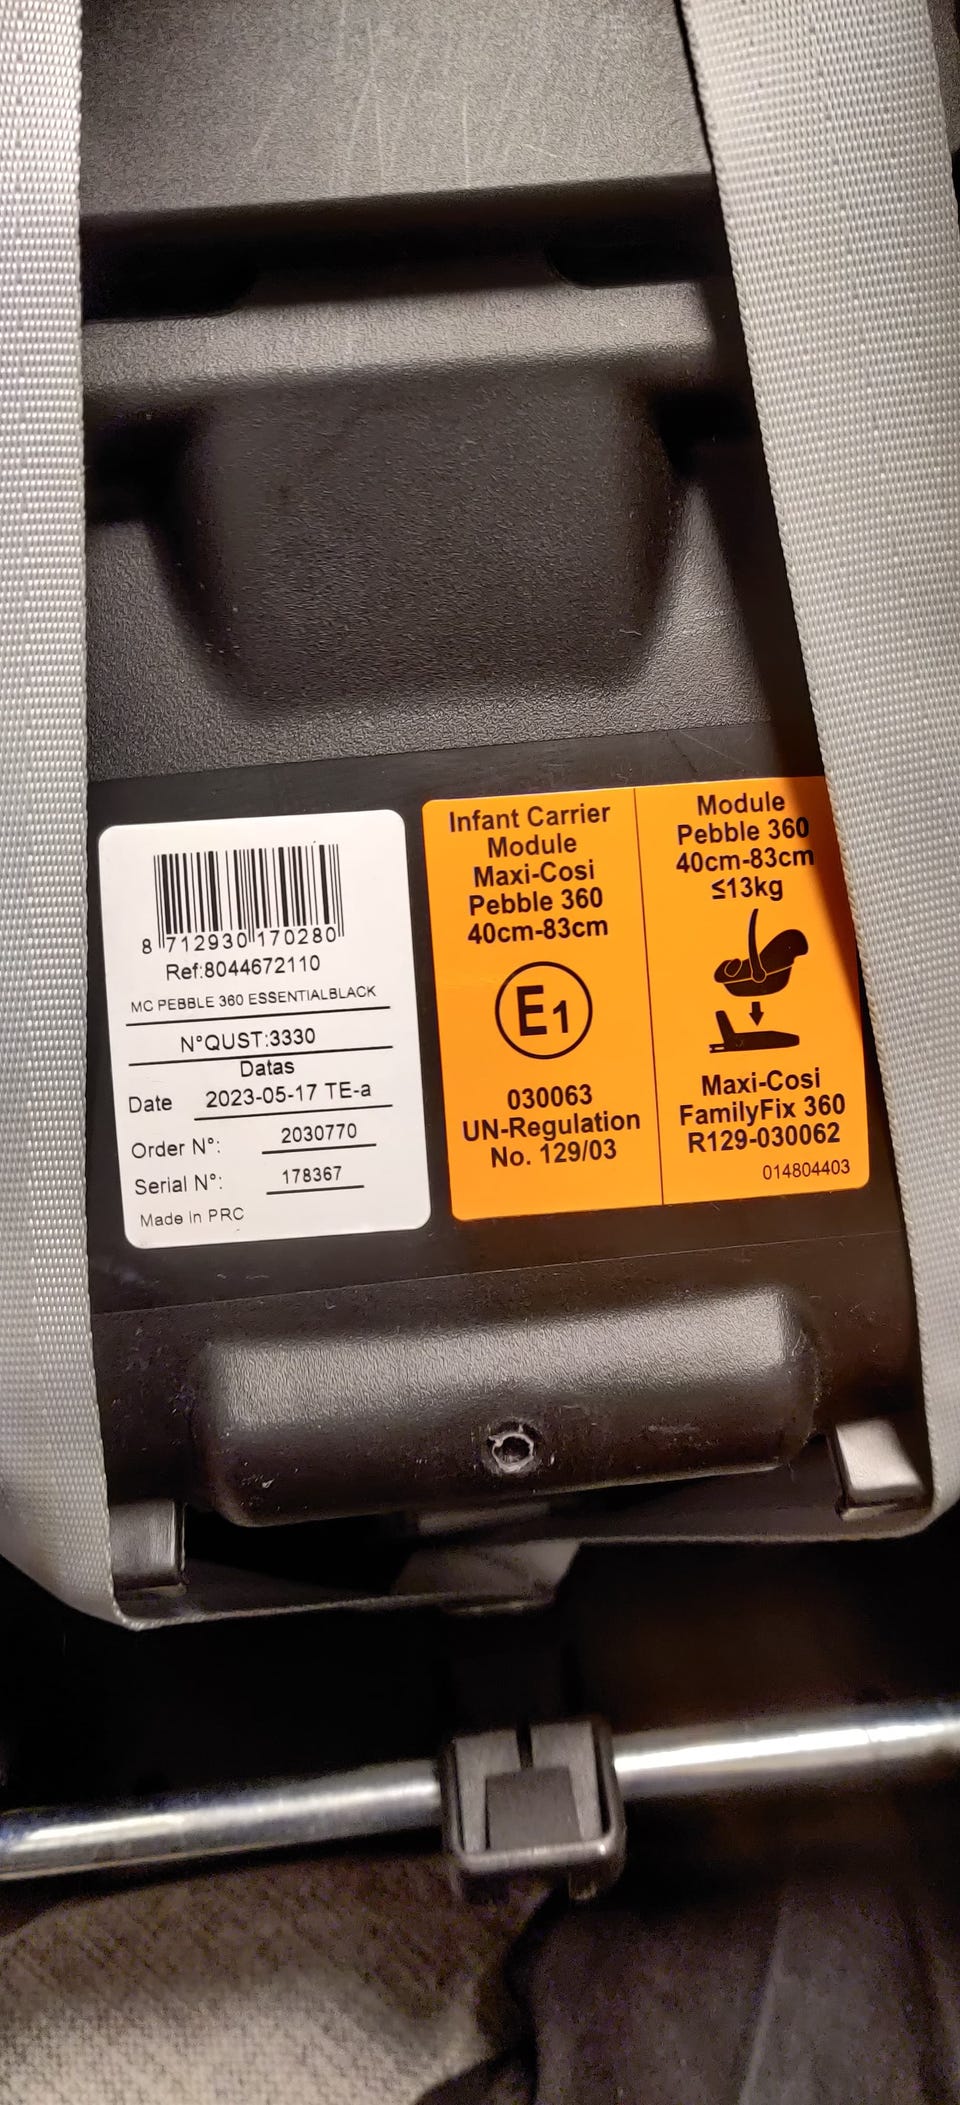 8 712930 170280
Ref:8044672110
MC PEBBLE 360 ESSENTIALBLACK
N°QUST:3330
Datas
Date 2023-05-17 TE-a
Order N°: 2030770
Serial N°: 178367
Made in PRC
Infant Carrier
Module
Maxi-Cosi
Pebble 360
40cm-83cm
E1
030063
UN-Regulation
No. 129/03
Module
Pebble 360
40cm-83cm
≤13kg
Maxi-Cosi
FamilyFix 360
R129-030062
014804403